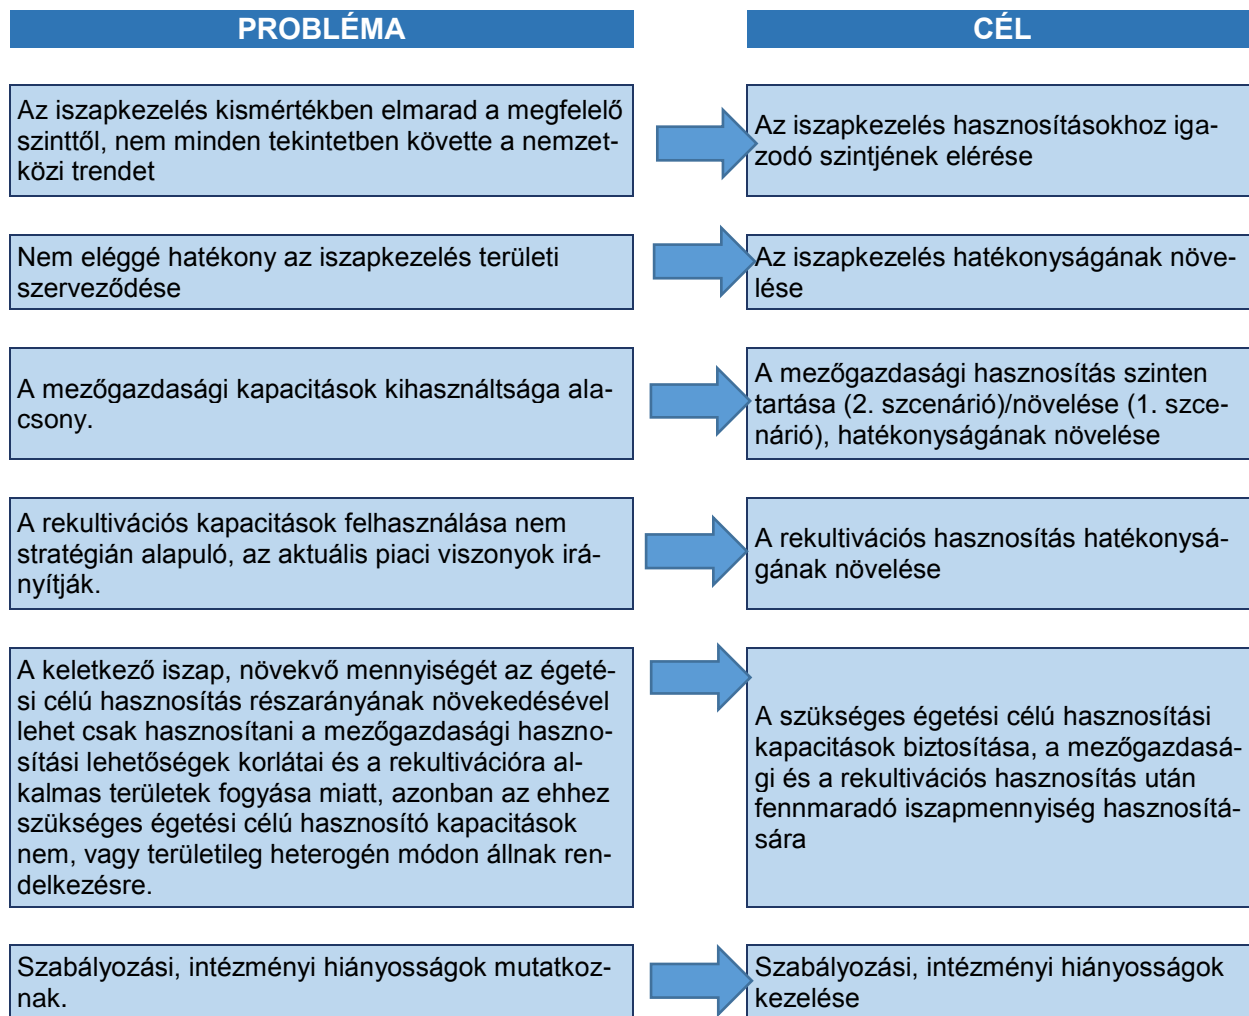 PROBLÉMA
CÉL
Az iszapkezelés kismértékben elmarad a megfelelő
szinttől, nem minden tekintetben követte a nemzet-
közi trendet
Az iszapkezelés hasznosításokhoz iga-
zodó szintjének elérése
Nem eléggé hatékony az iszapkezelés területi
szerveződése
Az iszapkezelés hatékonyságának növe-
lése
A mezőgazdasági kapacitások kihasználtsága ala-
csony.
A mezőgazdasági hasznosítás szinten
tartása (2. szcenárió)/növelése (1. szce-
nárió), hatékonyságának növelése
A rekultivációs kapacitások felhasználása nem
stratégián alapuló, az aktuális piaci viszonyok irá-
nyítják.
A rekultivációs hasznosítás hatékonysá-
gának növelése
A keletkező iszap, növekvő mennyiségét az égeté-
si célú hasznosítás részarányának növekedésével
lehet csak hasznosítani a mezőgazdasági haszno-
sítási lehetőségek korlátai és a rekultivációra al-
kalmas területek fogyása miatt, azonban az ehhez
szükséges égetési célú hasznosító kapacitások
nem, vagy területileg heterogén módon állnak ren-
delkezésre.
A szükséges égetési célú hasznosítási
kapacitások biztosítása, a mezőgazdasá-
gi és a rekultivációs hasznosítás után
fennmaradó iszapmennyiség hasznosítá-
sára
Szabályozási, intézményi hiányosságok mutatkoz-
nak.
Szabályozási, intézményi hiányosságok
kezelése